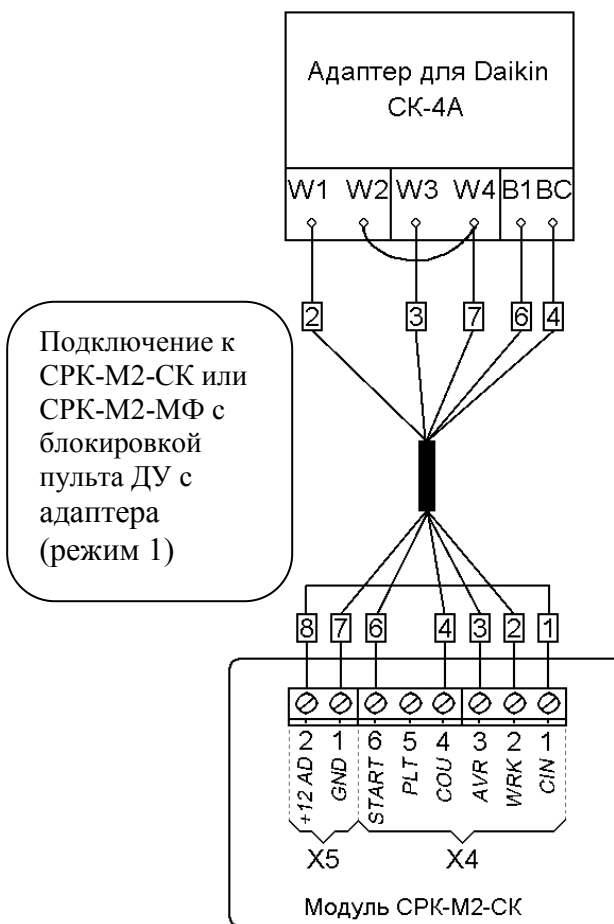 Адаптер для Daikin
СК-4А
W1 W2 W3 W4 B1 BC
2 3 7 6 4
Подключение к
СРК-М2-СК или
СРК-М2-МФ с
блокировкой
пульта ДУ с
адаптера
(режим 1)
8 7 6 4 3 2 1
2 1 6 5 4 3 2 1
+12 AD GND START PLT COU AVR WRK CIN
X5 X4
Модуль СРК-М2-СК